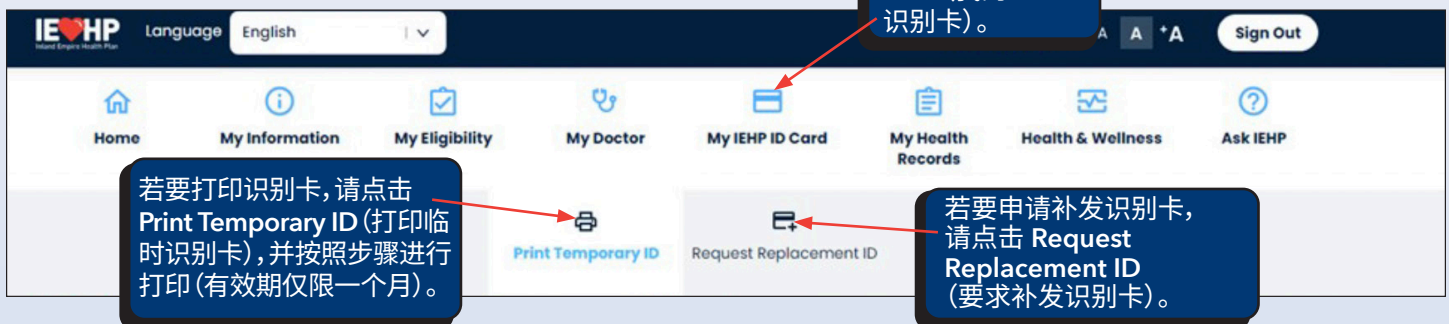 识别卡)。
IEHP
Inland Empire Health Plan
Language
English
A A +A
Sign Out
Home
My Information
My Eligibility
My Doctor
My IEHP ID Card
My Health
Records
Health & Wellness
Ask IEHP
若要打印识别卡,请点击
Print Temporary ID(打印临
时识别卡),并按照步骤进行
打印(有效期仅限一个月)。
Print Temporary ID
Request Replacement ID
若要申请补发识别卡,
请点击 Request
Replacement ID
(要求补发识别卡)。